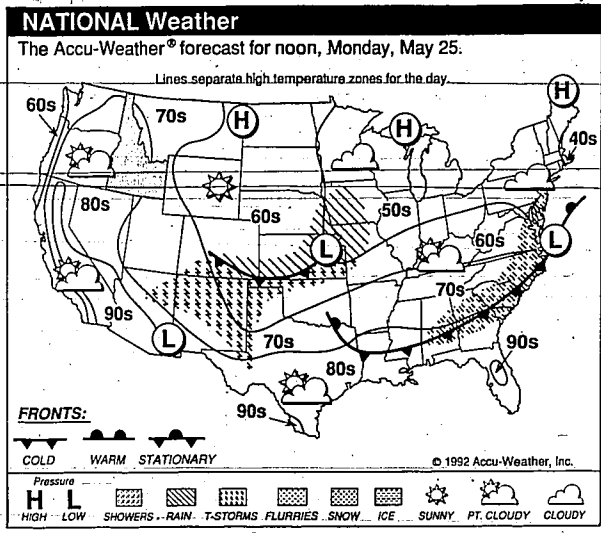 NATIONAL Weather
The Accu-Weather® forecast for noon, Monday, May 25.
Lines separate high temperature zones for the day.
60s
70s
H
H
H
40s
80s
60s
50s
60s
L
L
70s
90s
L
70s
80s
90s
90s
FRONTS:
COLD WARM STATIONARY
© 1992 Accu-Weather, Inc.
Pressure
H L
HIGH LOW SHOWERS RAIN T-STORMS FLURRIES SNOW ICE SUNNY PT. CLOUDY CLOUDY